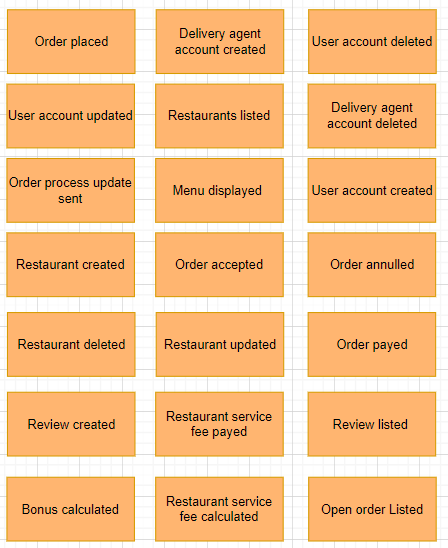 Order placed
Delivery agent
account created
User account deleted
User account updated
Restaurants listed
Delivery agent
account deleted
Order process update
sent
Menu displayed
User account created
Restaurant created
Order accepted
Order annulled
Restaurant deleted
Restaurant updated
Order payed
Review created
Restaurant service
fee payed
Review listed
Bonus calculated
Restaurant service
fee calculated
Open order Listed